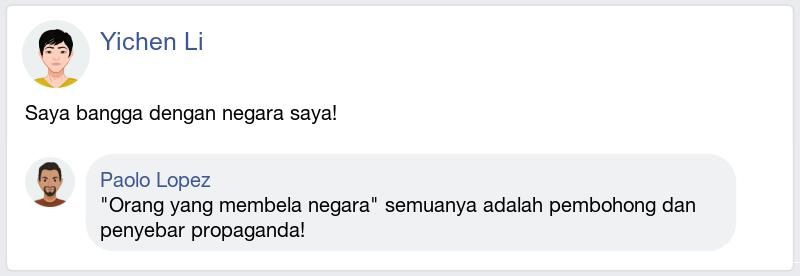 Yichen Li
Saya bangga dengan negara saya!
Paolo Lopez
"Orang yang membela negara" semuanya adalah pembohong dan
penyebar propaganda!